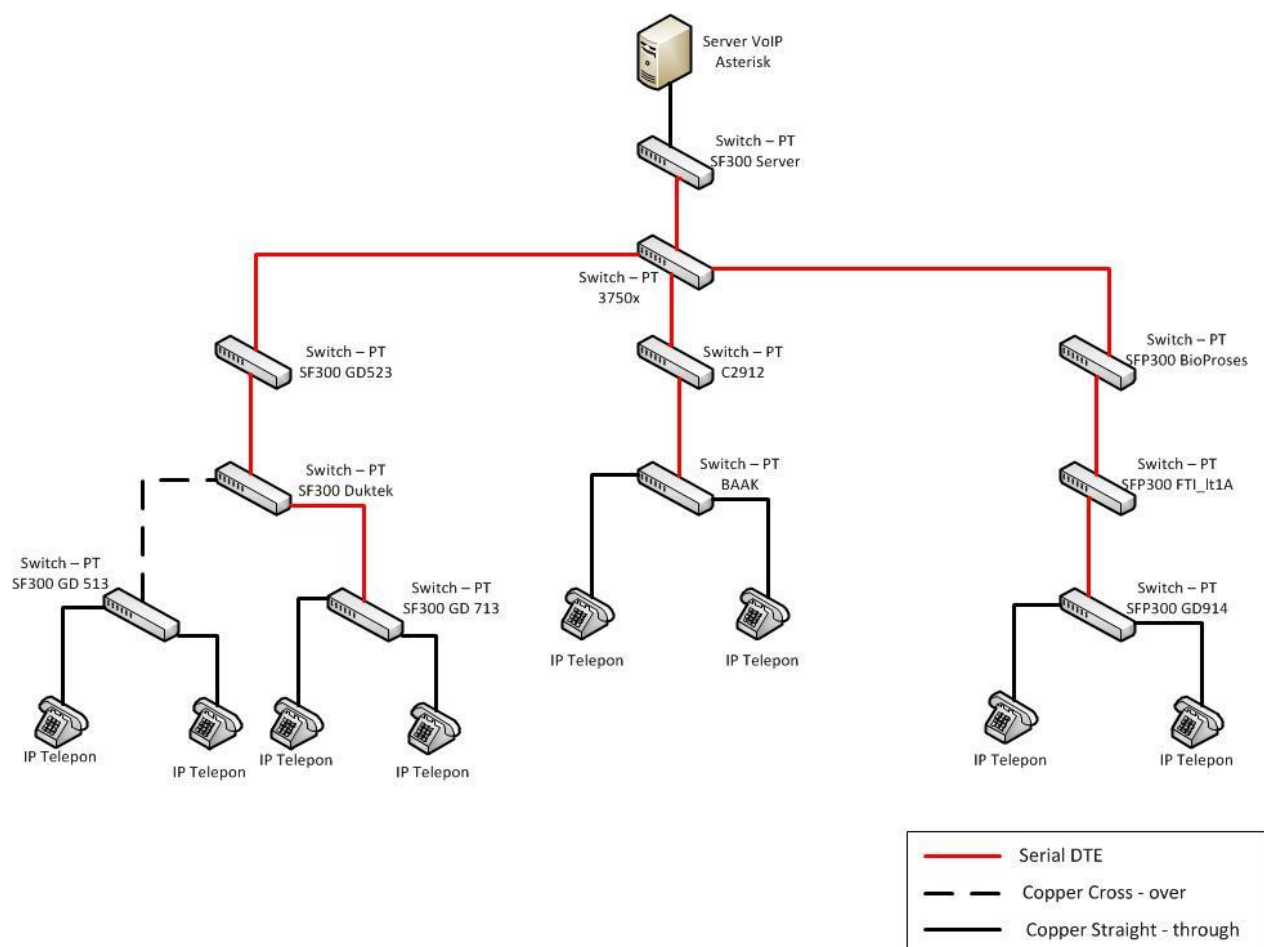 Server VoIP
Asterisk
Switch – PT
SF300 Server
Switch – PT
3750x
Switch – PT
SF300 GD523
Switch – PT
C2912
Switch – PT
SFP300 BioProses
Switch – PT
SF300 Duktek
Switch – PT
BAAK
Switch – PT
SFP300 FTI_lt1A
Switch – PT
SF300 GD 513
Switch – PT
SF300 GD 713
Switch – PT
SFP300 GD914
IP Telepon
IP Telepon
IP Telepon
IP Telepon
IP Telepon
IP Telepon
IP Telepon
IP Telepon
Serial DTE
Copper Cross - over
Copper Straight - through